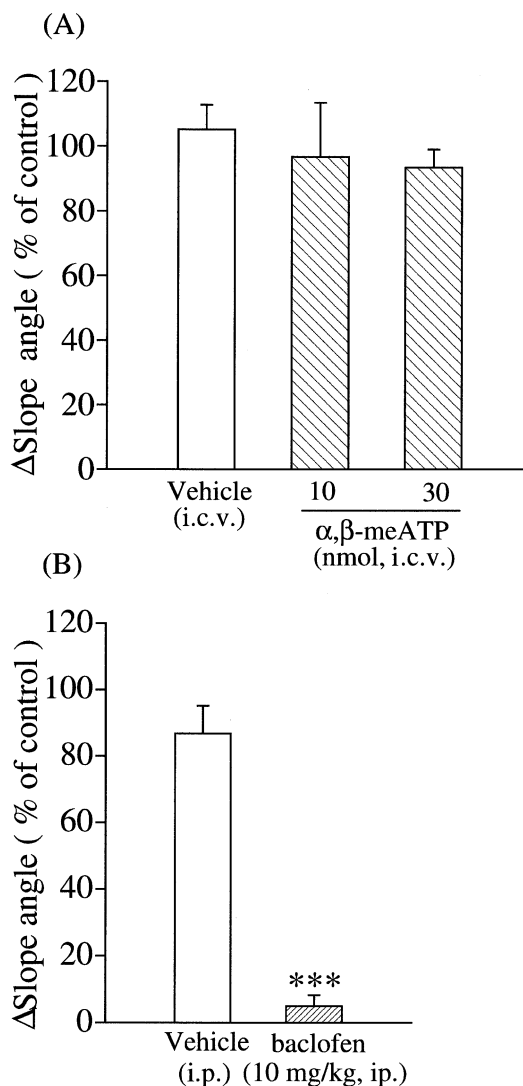 (A)
ΔSlope angle ( % of control )
120
100
80
60
40
20
0
Vehicle
(i.c.v.)
10 30
α,β-meATP
(nmol, i.c.v.)
(B)
ΔSlope angle ( % of control )
120
100
80
60
40
20
0
***
Vehicle baclofen
(i.p.) (10 mg/kg, ip.)